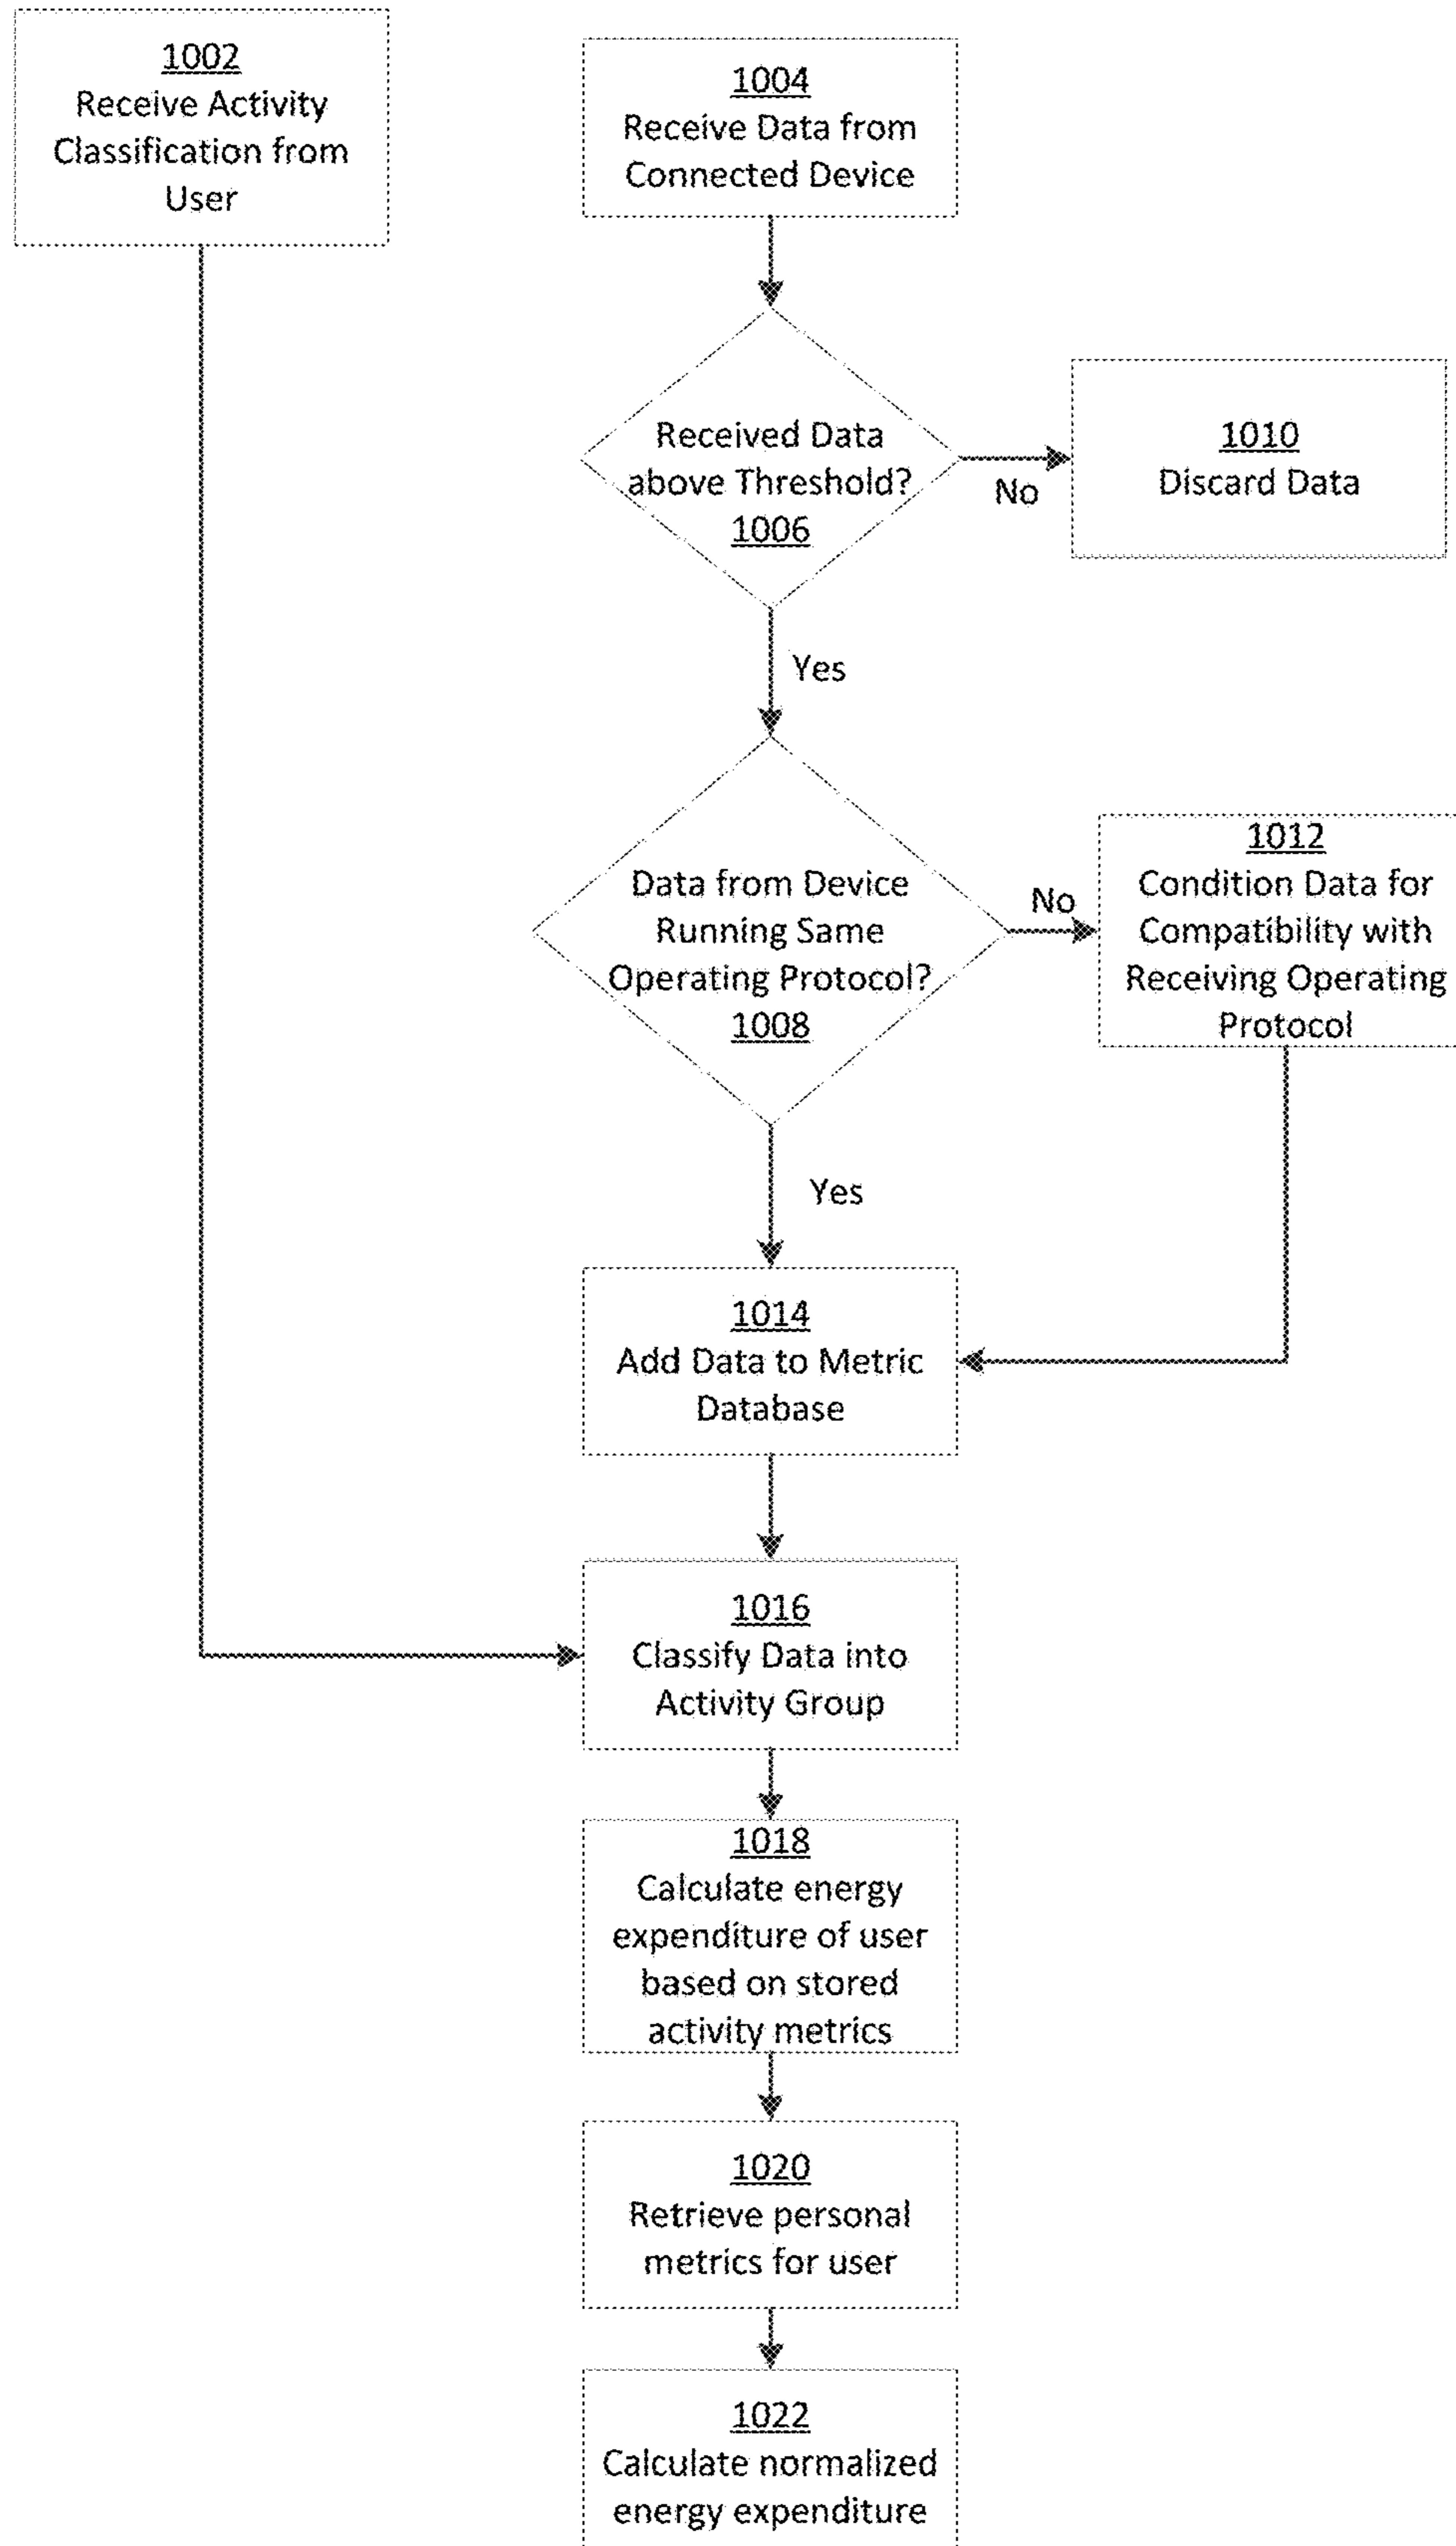 1002
Receive Activity
Classification from
User
1004
Receive Data from
Connected Device
Received Data
above Threshold?
1006
No
1010
Discard Data
Yes
Data from Device
Running Same
Operating Protocol?
1008
No
1012
Condition Data for
Compatibility with
Receiving Operating
Protocol
Yes
1014
Add Data to Metric
Database
1016
Classify Data into
Activity Group
1018
Calculate energy
expenditure of user
based on stored
activity metrics
1020
Retrieve personal
metrics for user
1022
Calculate normalized
energy expenditure